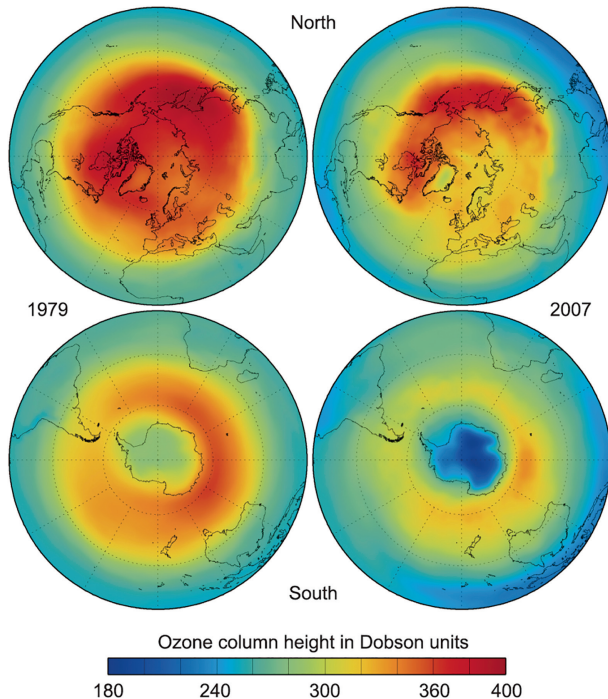 North
1979
2007
South
Ozone column height in Dobson units
180 240 300 360 400